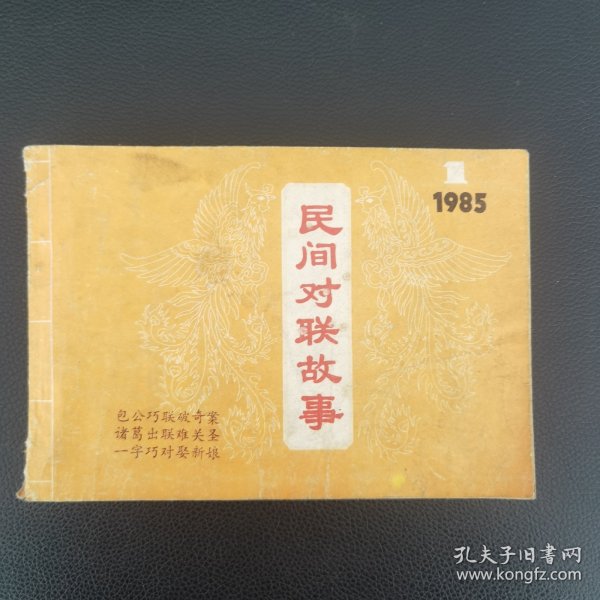 1
1985
民间对联故事
包公巧联破奇案
诸葛出联难关圣
一字巧对娶新娘
孔夫子旧书网
www.kongfz.com